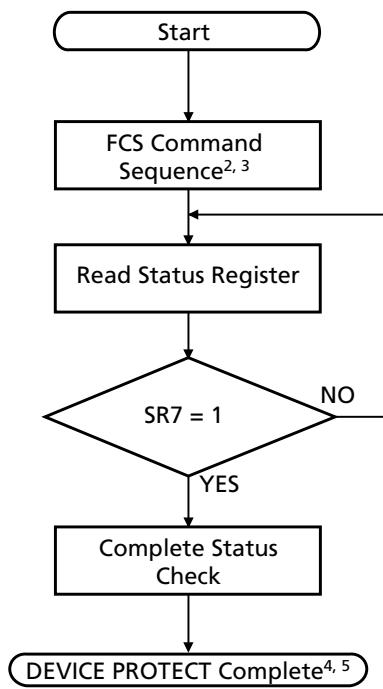 Start
FCS Command
Sequence2, 3
Read Status Register
SR7 = 1
NO
YES
Complete Status
Check
DEVICE PROTECT Complete4, 5